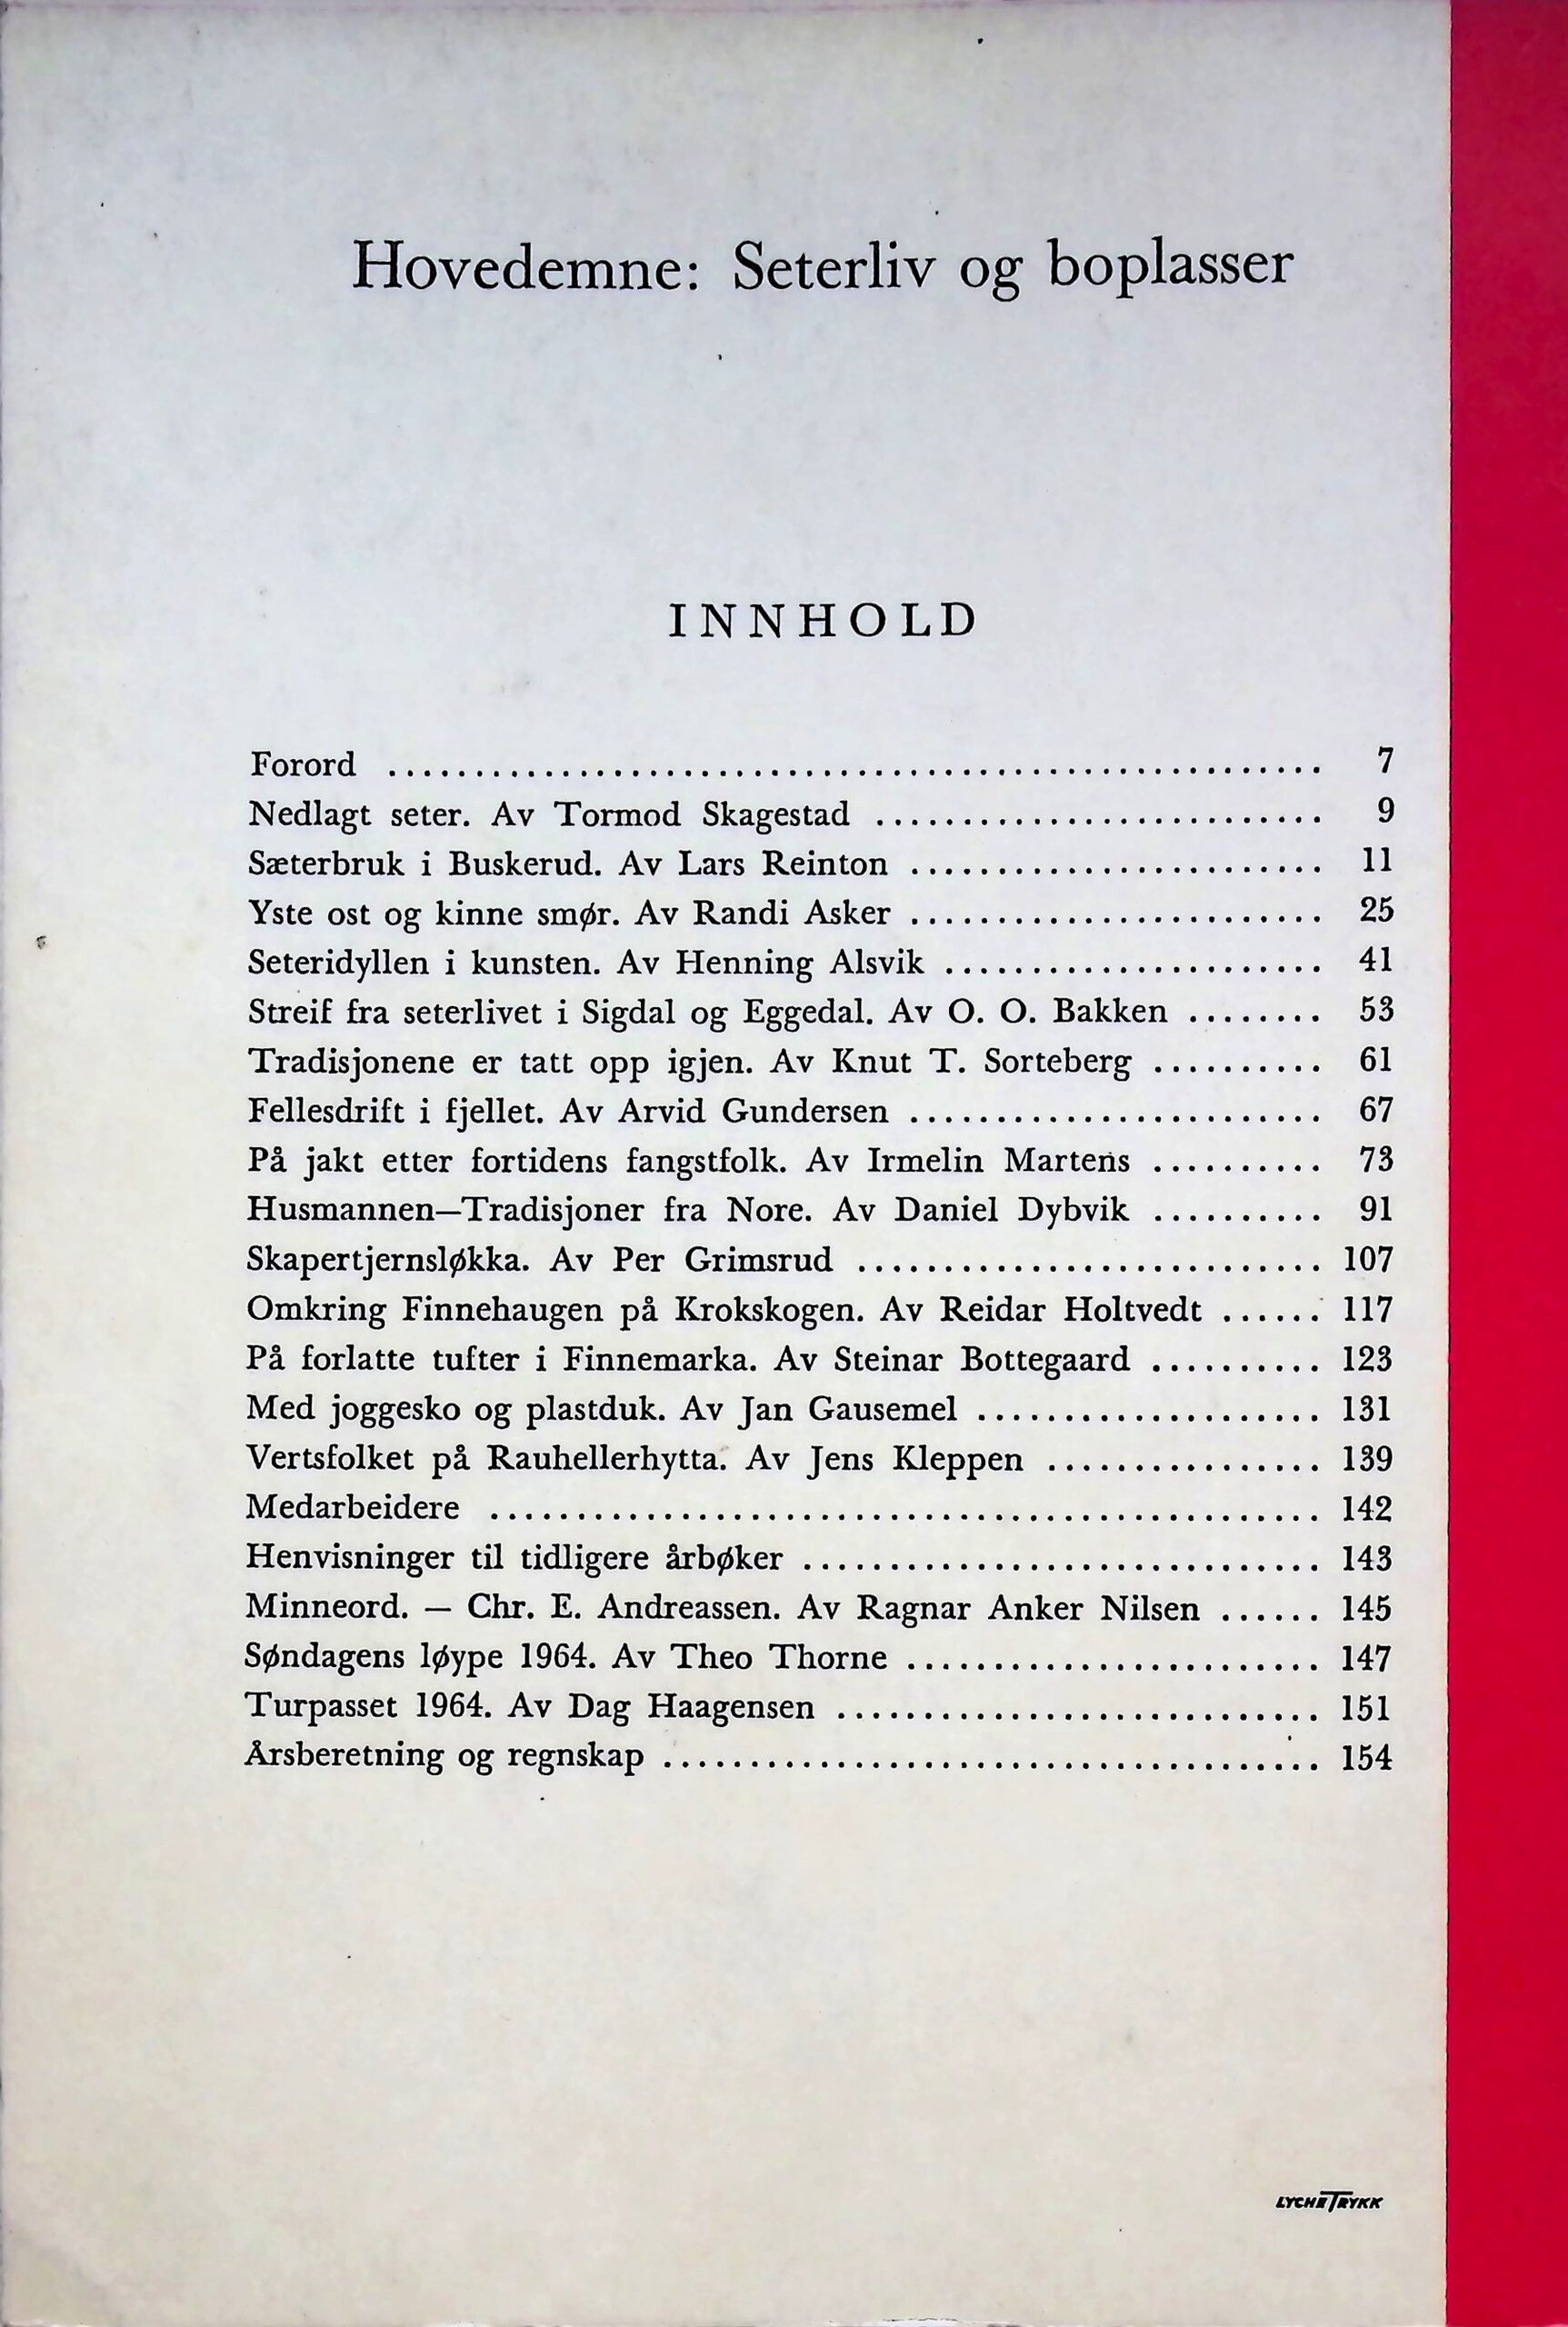 Hovedemne: Seterliv og boplasser
INNHOLD
Forord ........................................................ 7
Nedlagt seter. Av Tormod Skagestad ........................... 9
Sæterbruk i Buskerud. Av Lars Reinton ......................... 11
Yste ost og kinne smør. Av Randi Asker ......................... 25
Seteridyllen i kunsten. Av Henning Alsvik ....................... 41
Streif fra seterlivet i Sigdal og Eggedal. Av O. O. Bakken ........ 53
Tradisjonene er tatt opp igjen. Av Knut T. Sorteberg .......... 61
Fellesdrift i fjellet. Av Arvid Gundersen ......................... 67
På jakt etter fortidens fangstfolk. Av Irmelin Martens .......... 73
Husmannen—Tradisjoner fra Nore. Av Daniel Dybvik .......... 91
Skapertjernsløkka. Av Per Grimsrud ............................ 107
Omkring Finnehaugen på Krokskogen. Av Reidar Holtvedt ...... 117
På forlatte tufter i Finnemarka. Av Steinar Bottegaard .......... 123
Med joggesko og plastduk. Av Jan Gausemel .................... 131
Vertsfolket på Rauhellerhytta. Av Jens Kleppen ................ 139
Medarbeidere .................................................. 142
Henvisninger til tidligere årbøker ............................... 143
Minneord. — Chr. E. Andreassen. Av Ragnar Anker Nilsen ...... 145
Søndagens løype 1964. Av Theo Thorne ......................... 147
Turpasset 1964. Av Dag Haagensen ............................. 151
Årsberetning og regnskap ....................................... 154
LYCHE TRYKK